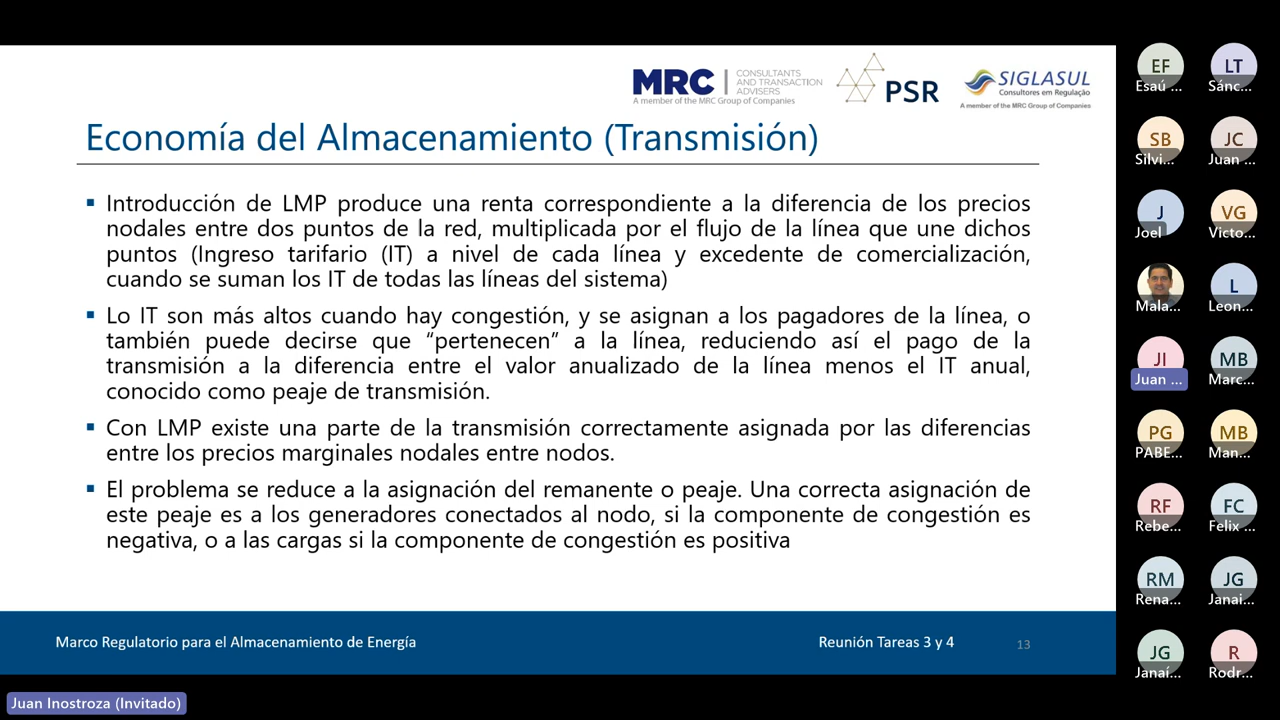 MRC
CONSULTANTS
AND TRANSACTION
ADVISERS
A member of the MRC Group of Companies
PSR
SIGLASUL
Consultores em Regulação
A member of the MRC Group of Companies
Economía del Almacenamiento (Transmisión)
▪ Introducción de LMP produce una renta correspondiente a la diferencia de los precios
nodales entre dos puntos de la red, multiplicada por el flujo de la línea que une dichos
puntos (Ingreso tarifario (IT) a nivel de cada línea y excedente de comercialización,
cuando se suman los IT de todas las líneas del sistema)
▪ Lo IT son más altos cuando hay congestión, y se asignan a los pagadores de la línea, o
también puede decirse que “pertenecen” a la línea, reduciendo así el pago de la
transmisión a la diferencia entre el valor anualizado de la línea menos el IT anual,
conocido como peaje de transmisión.
▪ Con LMP existe una parte de la transmisión correctamente asignada por las diferencias
entre los precios marginales nodales entre nodos.
▪ El problema se reduce a la asignación del remanente o peaje. Una correcta asignación de
este peaje es a los generadores conectados al nodo, si la componente de congestión es
negativa, o a las cargas si la componente de congestión es positiva
Marco Regulatorio para el Almacenamiento de Energía
Reunión Tareas 3 y 4
13
Juan Inostroza (Invitado)
EF
LT
Esaú ...
Sánc...
SB
JC
Silvi...
Juan ...
J
VG
Joel
Victo...
L
Mala...
Leon...
JI
MB
Juan ...
Marc...
PG
MB
PABE...
Man...
RF
FC
Rebe...
Felix ...
RM
JG
Rena...
Janai...
JG
R
Janaí...
Rodr...